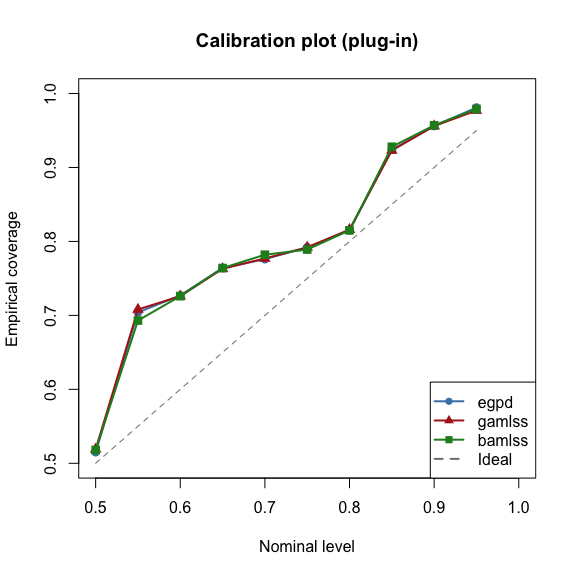 Calibration plot (plug-in)
Empirical coverage
1.0
0.9
0.8
0.7
0.6
0.5
egpd
gamlss
bamlss
Ideal
0.5 0.6 0.7 0.8 0.9 1.0
Nominal level